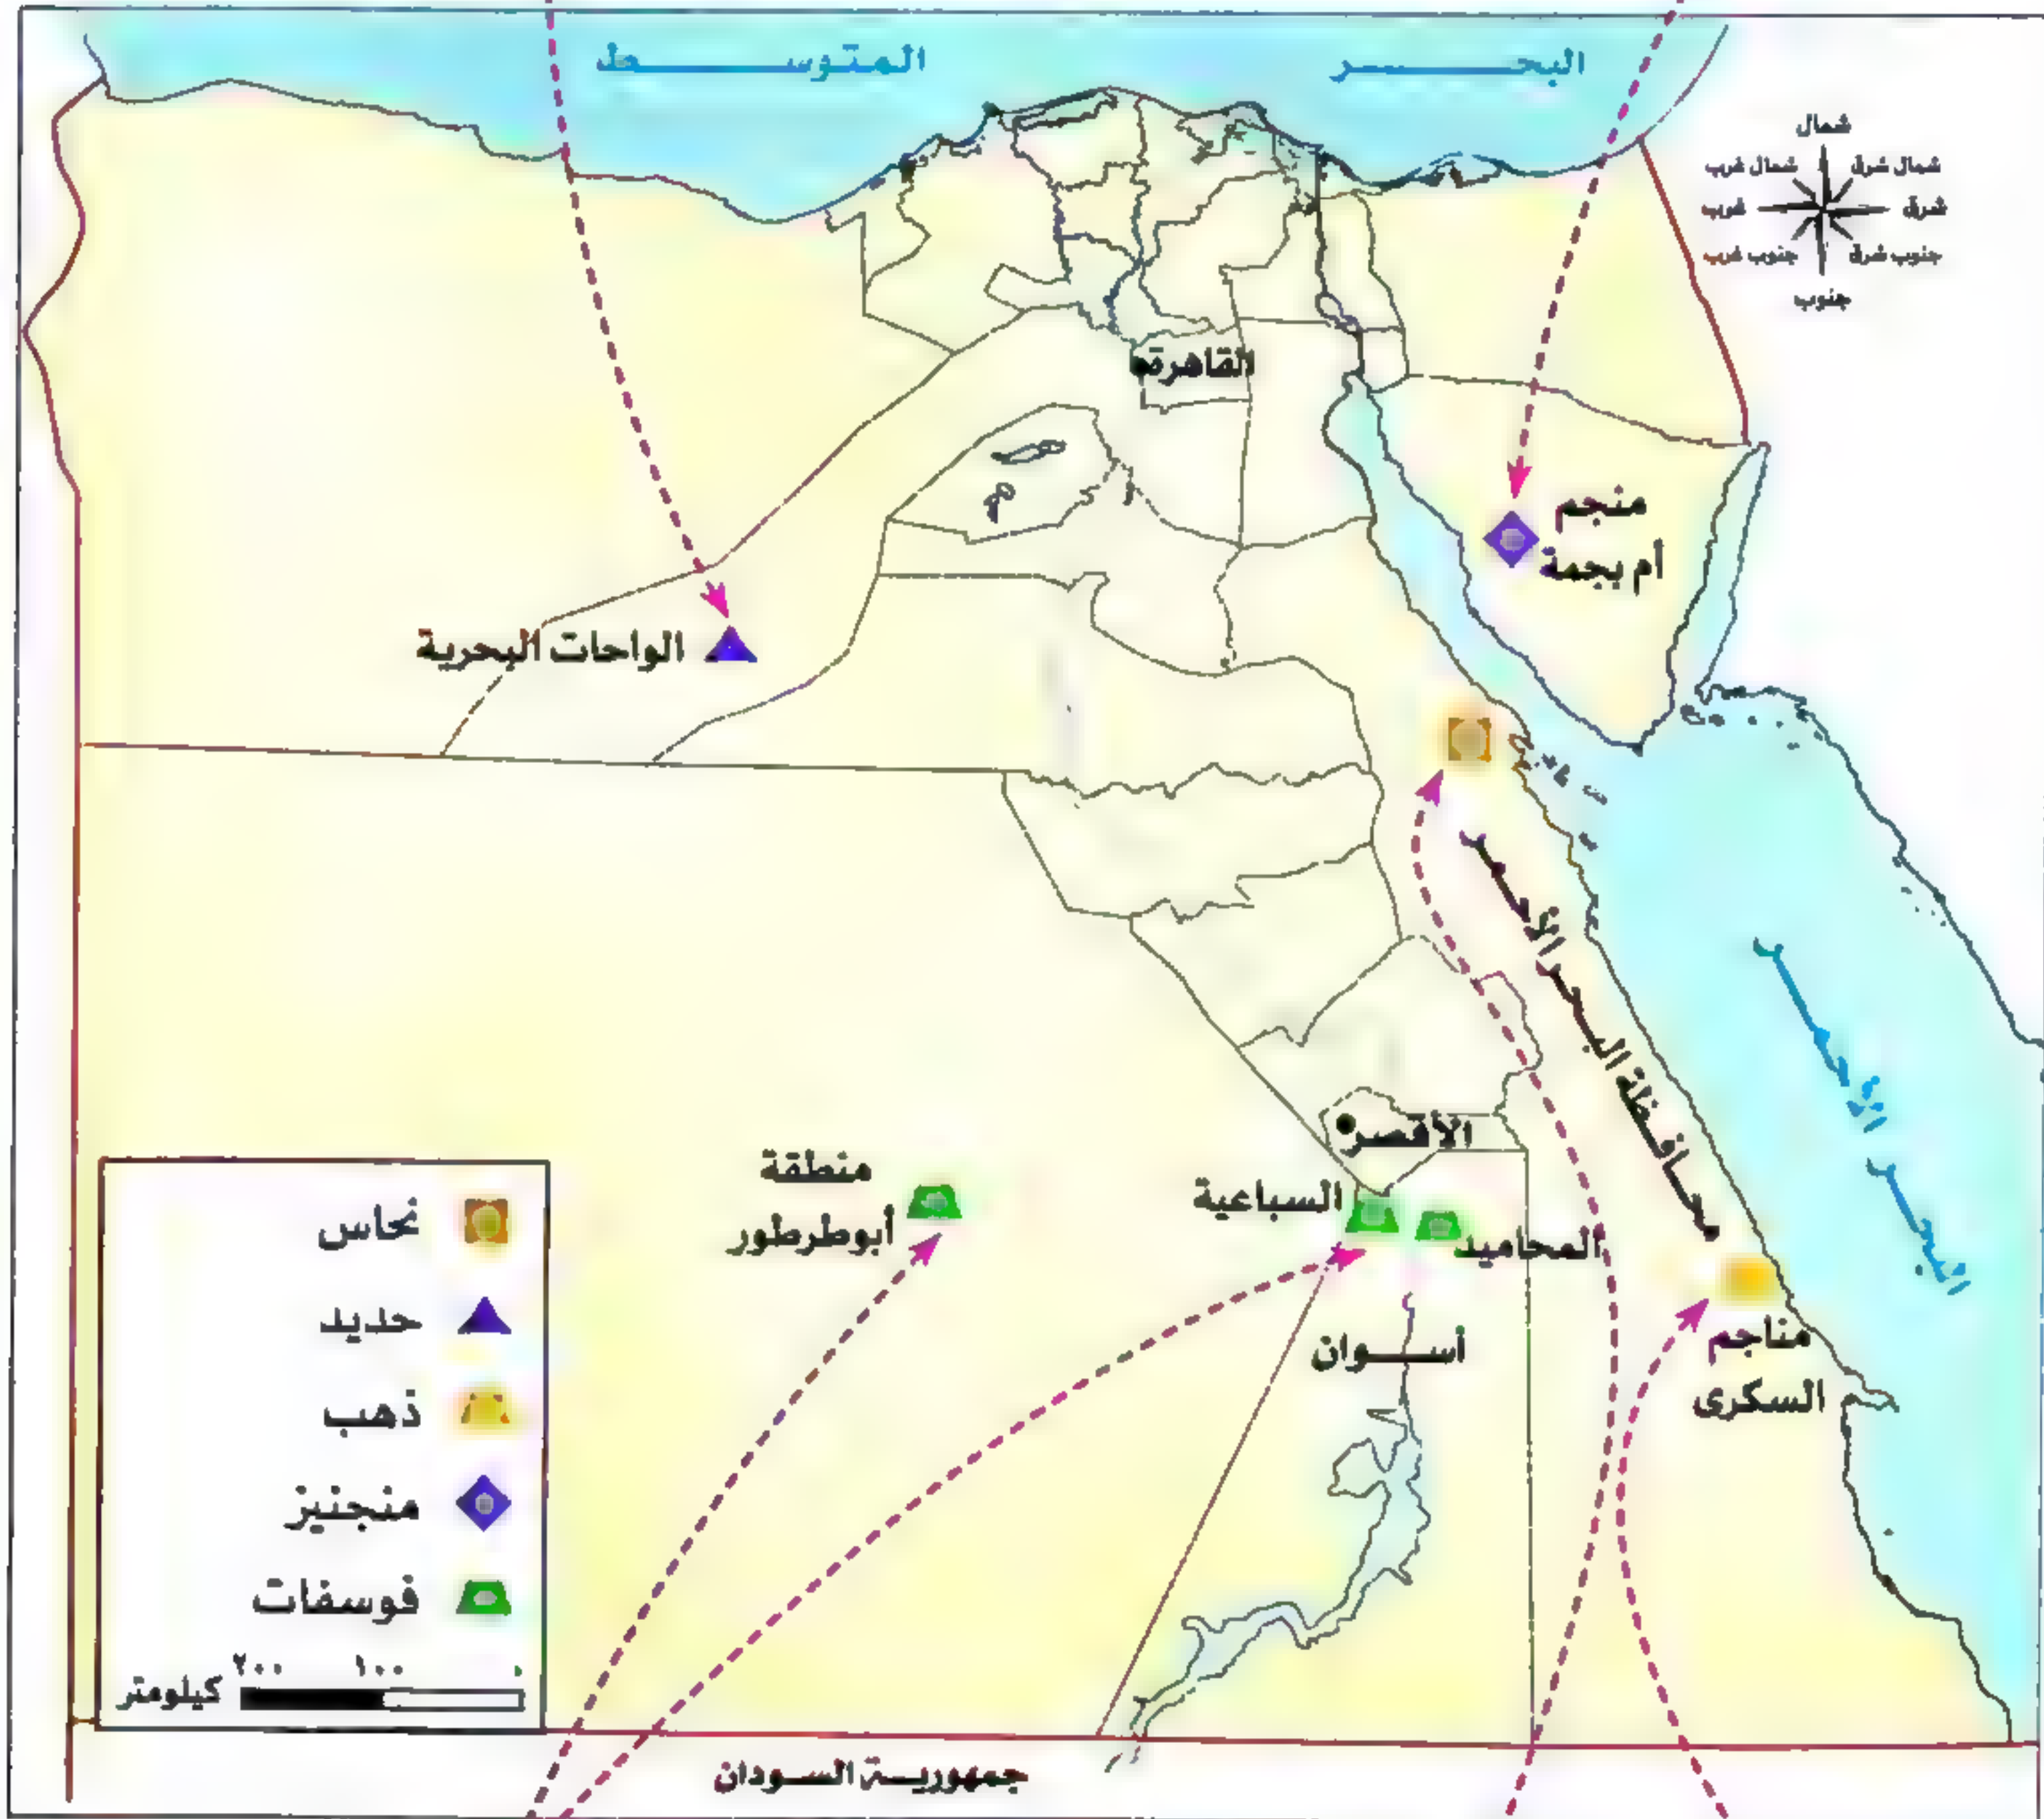 البحر المتوسط
شمال
شمال غرب شمال شرق
غرب شرق
جنوب غرب جنوب شرق
جنوب
القاهرة
منجم
أم بجمة
الواحات البحرية
محافظة البحر الأحمر
البحر الأحمر
الأقصر
منطقة
أبوطرطور
السباعية
المحاميد
أسوان
مناجم
السكرى
نحاس
حديد
ذهب
منجنيز
فوسفات
٢٠٠ ١٠٠ ٠
كيلومتر
جمهورية السودان